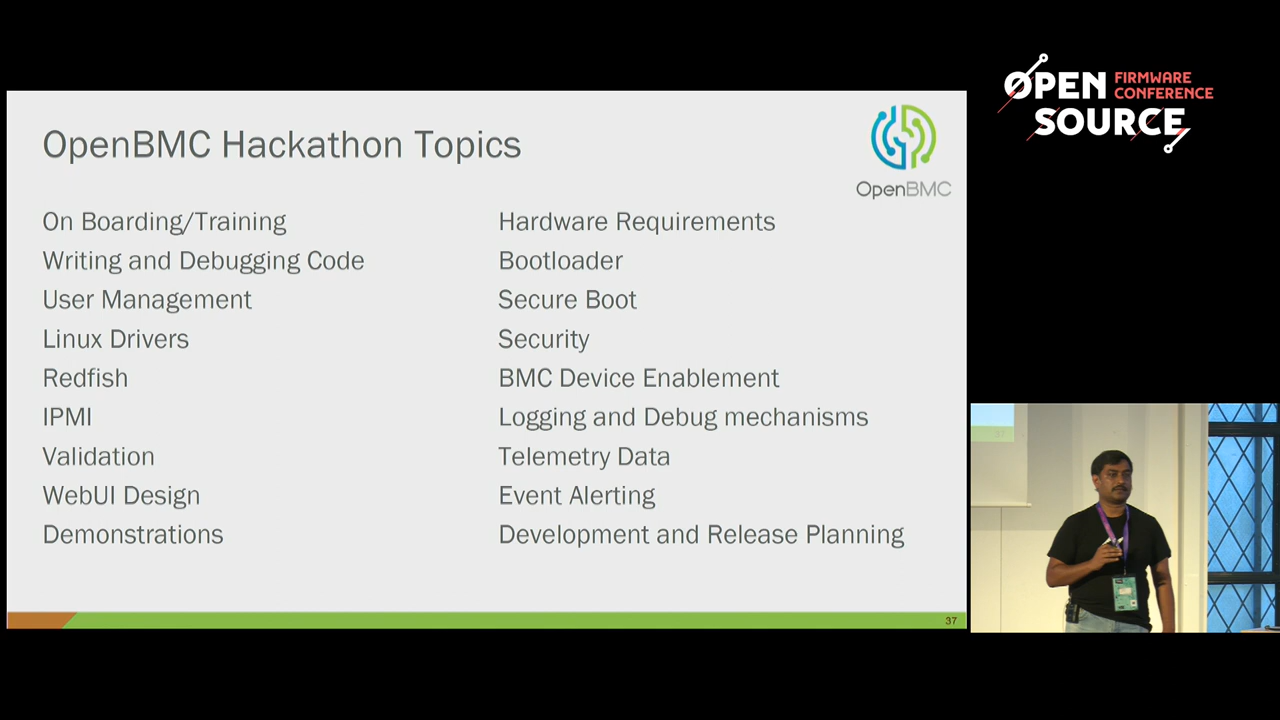 OPEN FIRMWARE
CONFERENCE
SOURCE
OpenBMC Hackathon Topics
OpenBMC
On Boarding/Training
Writing and Debugging Code
User Management
Linux Drivers
Redfish
IPMI
Validation
WebUI Design
Demonstrations
Hardware Requirements
Bootloader
Secure Boot
Security
BMC Device Enablement
Logging and Debug mechanisms
Telemetry Data
Event Alerting
Development and Release Planning
37
37